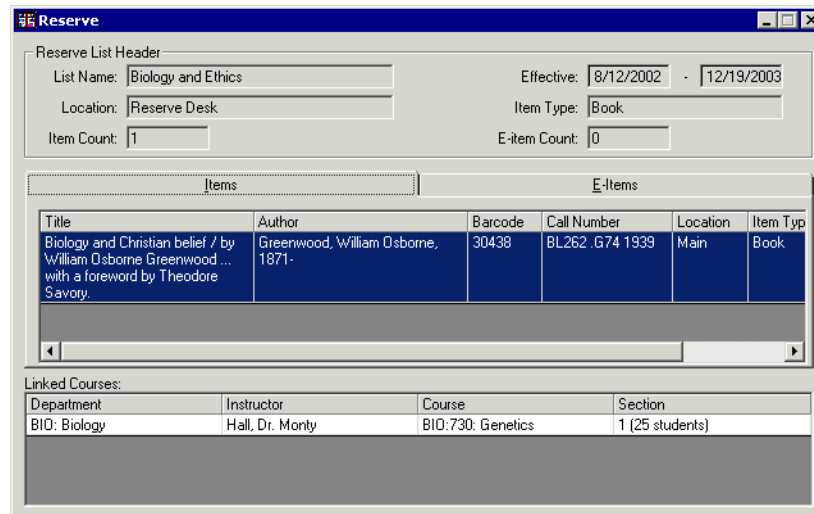 Reserve
Reserve List Header
List Name: Biology and Ethics Effective: 8/12/2002 - 12/19/2003
Location: Reserve Desk Item Type: Book
Item Count: 1 E-item Count: 0
Items E-Items
Title Author Barcode Call Number Location Item Typ
Biology and Christian belief / by Greenwood, William Osborne, 30438 BL262 .G74 1939 Main Book
William Osborne Greenwood ... 1871-
with a foreword by Theodore
Savory.
Linked Courses:
Department Instructor Course Section
BIO: Biology Hall, Dr. Monty BIO:730: Genetics 1 (25 students)